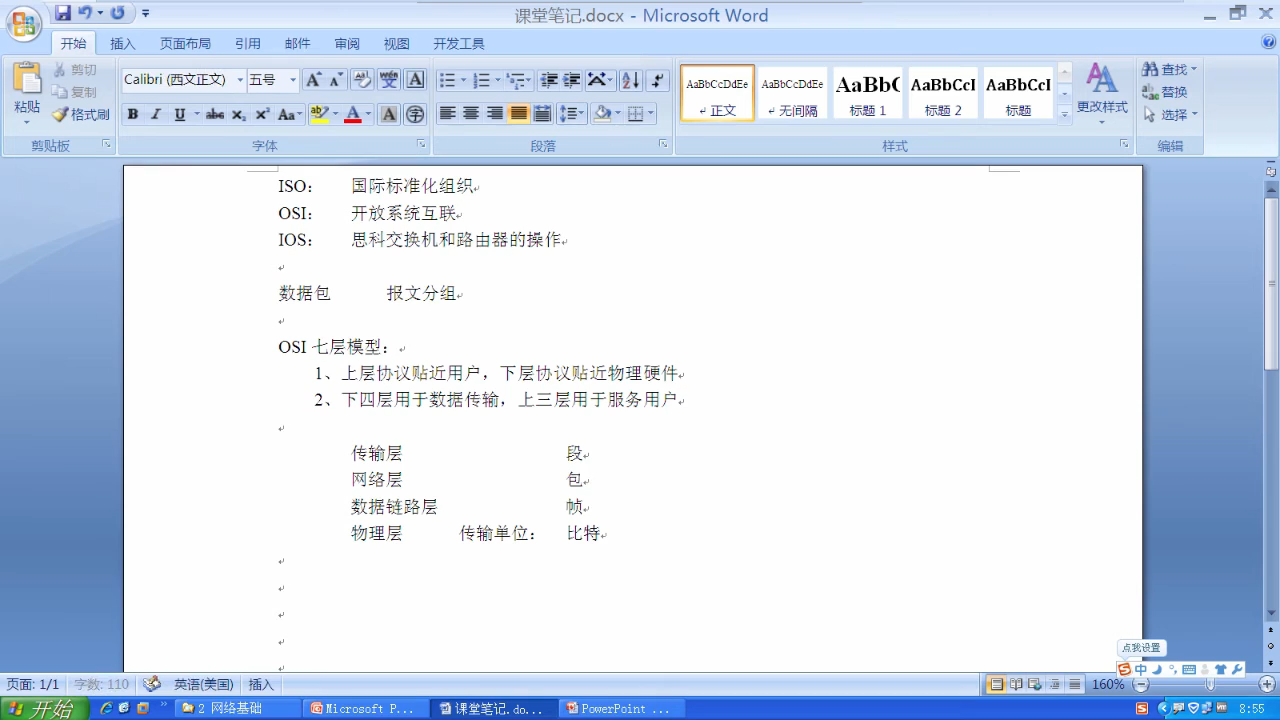 课堂笔记.docx - Microsoft Word
开始 插入 页面布局 引用 邮件 审阅 视图 开发工具
粘贴
剪切
复制
格式刷
剪贴板
Calibri (西文正文) 五号
字体
段落
AaBbCcDdEe AaBbCcDdEe AaBbC AaBbCcI AaBbCcI
正文 无间隔 标题 1 标题 2 标题
更改样式
样式
查找
替换
选择
编辑
ISO： 国际标准化组织
OSI： 开放系统互联
IOS： 思科交换机和路由器的操作
数据包 报文分组
OSI 七层模型：
1、上层协议贴近用户，下层协议贴近物理硬件
2、下四层用于数据传输，上三层用于服务用户
传输层 段
网络层 包
数据链路层 帧
物理层 传输单位： 比特
点我设置
中
页面: 1/1 字数: 110 英语(美国) 插入 160%
开始 2 网络基础 Microsoft P... 课堂笔记.do... PowerPoint ... 8:55